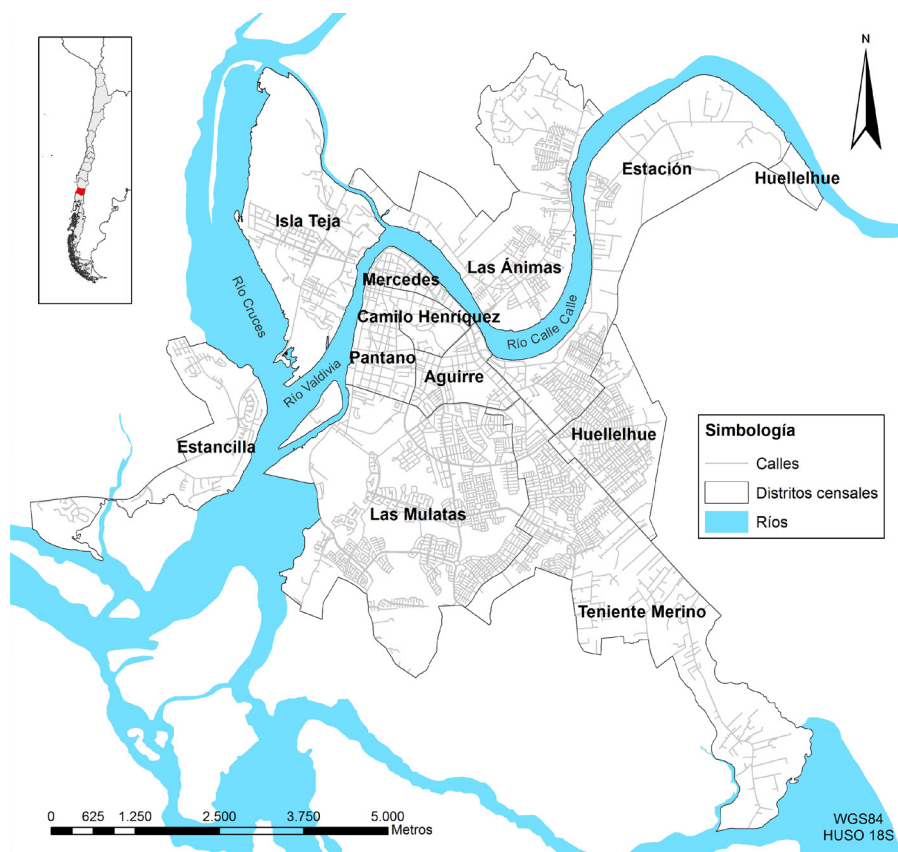 N
Estación
Huellelhue
Isla Teja
Las Ánimas
Mercedes
Río Cruces
Camilo Henríquez
Río Calle Calle
Pantano
Río Valdivia
Aguirre
Huellelhue
Estancilla
Las Mulatas
Teniente Merino
Simbología
Calles
Distritos censales
Ríos
0 625 1.250 2.500 3.750 5.000
Metros
WGS84
HUSO 18S